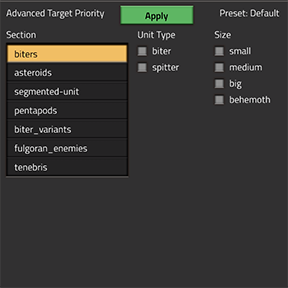 Advanced Target Priority Apply Preset: Default
Section Unit Type Size
biters biter small
asteroids spitter medium
segmented-unit big
pentapods behemoth
biter_variants
fulgoran_enemies
tenebris